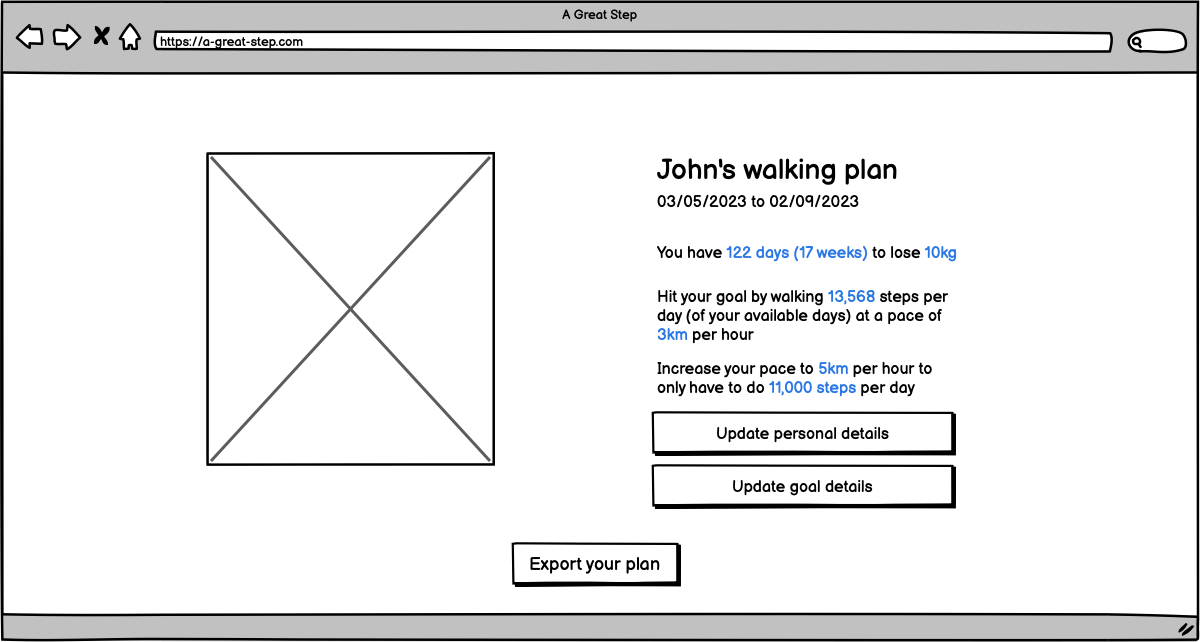 A Great Step
https://a-great-step.com
John's walking plan
03/05/2023 to 02/09/2023
You have 122 days (17 weeks) to lose 10kg
Hit your goal by walking 13,568 steps per
day (of your available days) at a pace of
3km per hour
Increase your pace to 5km per hour to
only have to do 11,000 steps per day
Update personal details
Update goal details
Export your plan